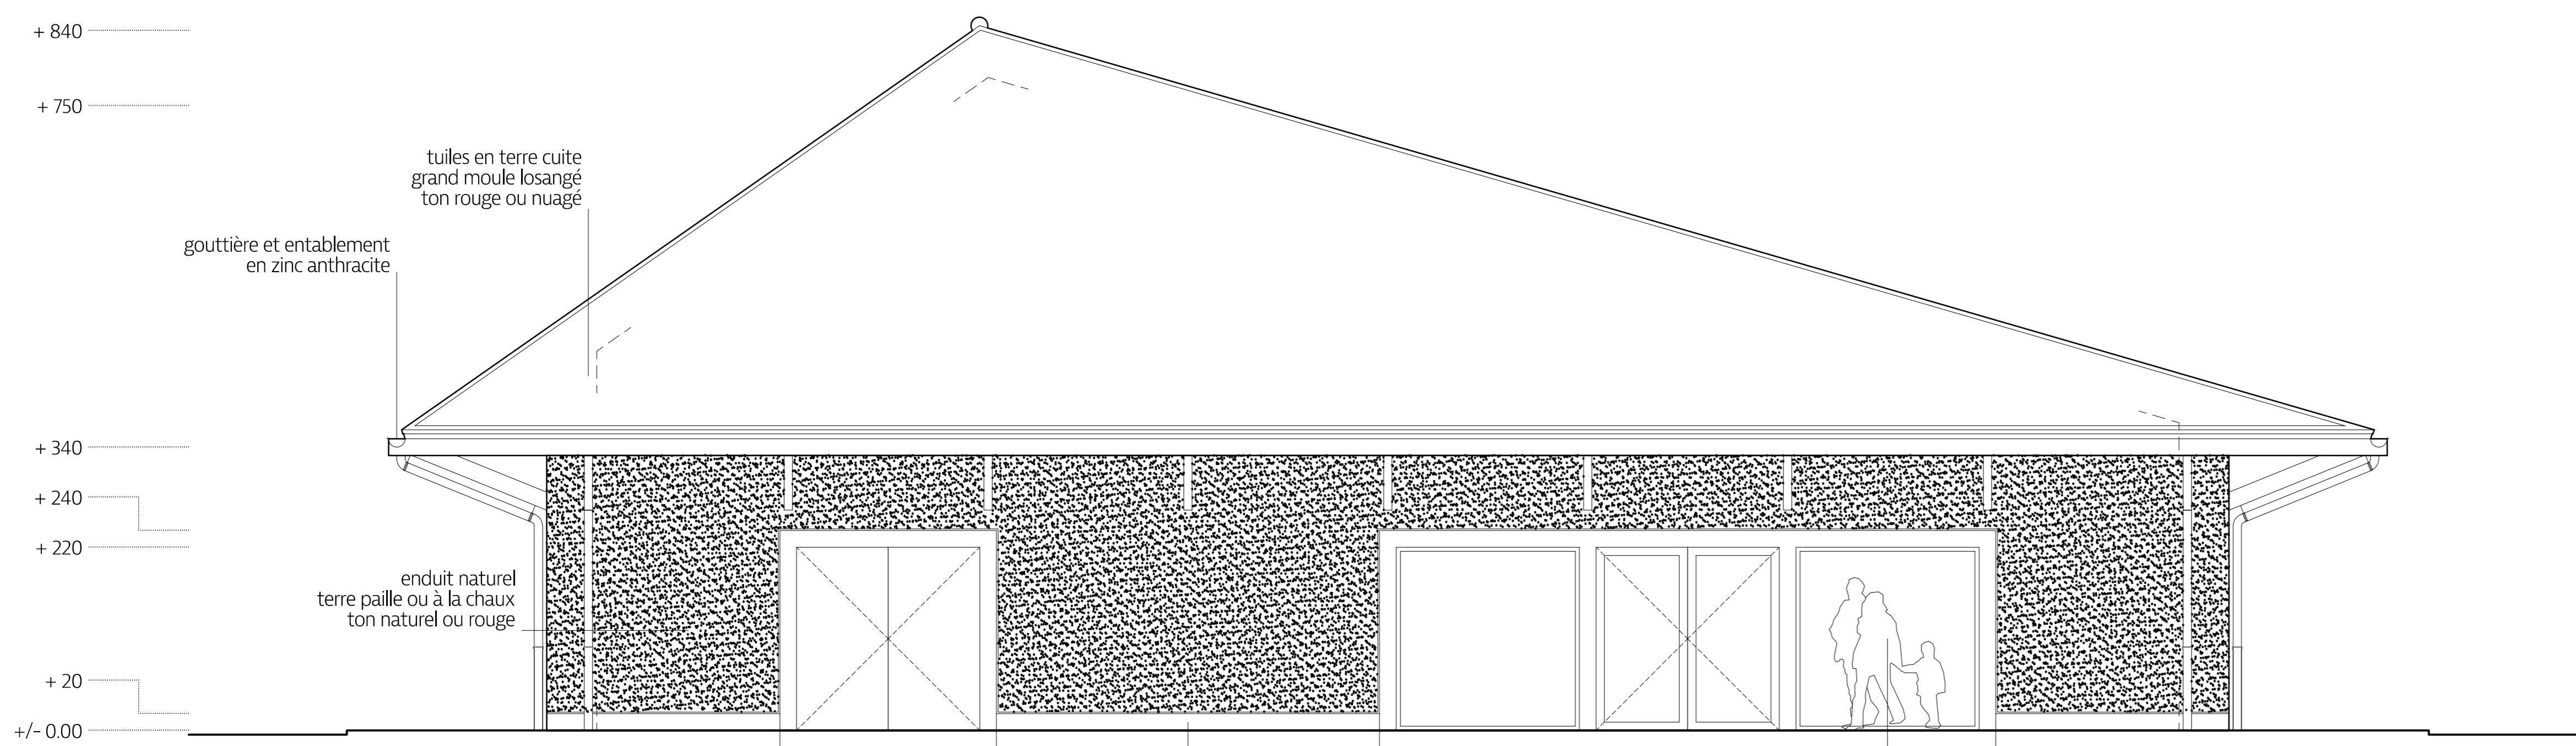 + 840
+ 750
tuiles en terre cuite
grand moule losangé
ton rouge ou nuagé
gouttière et entablement
en zinc anthracite
+ 340
+ 240
+ 220
enduit naturel
terre paille ou à la chaux
ton naturel ou rouge
+ 20
+/- 0.00